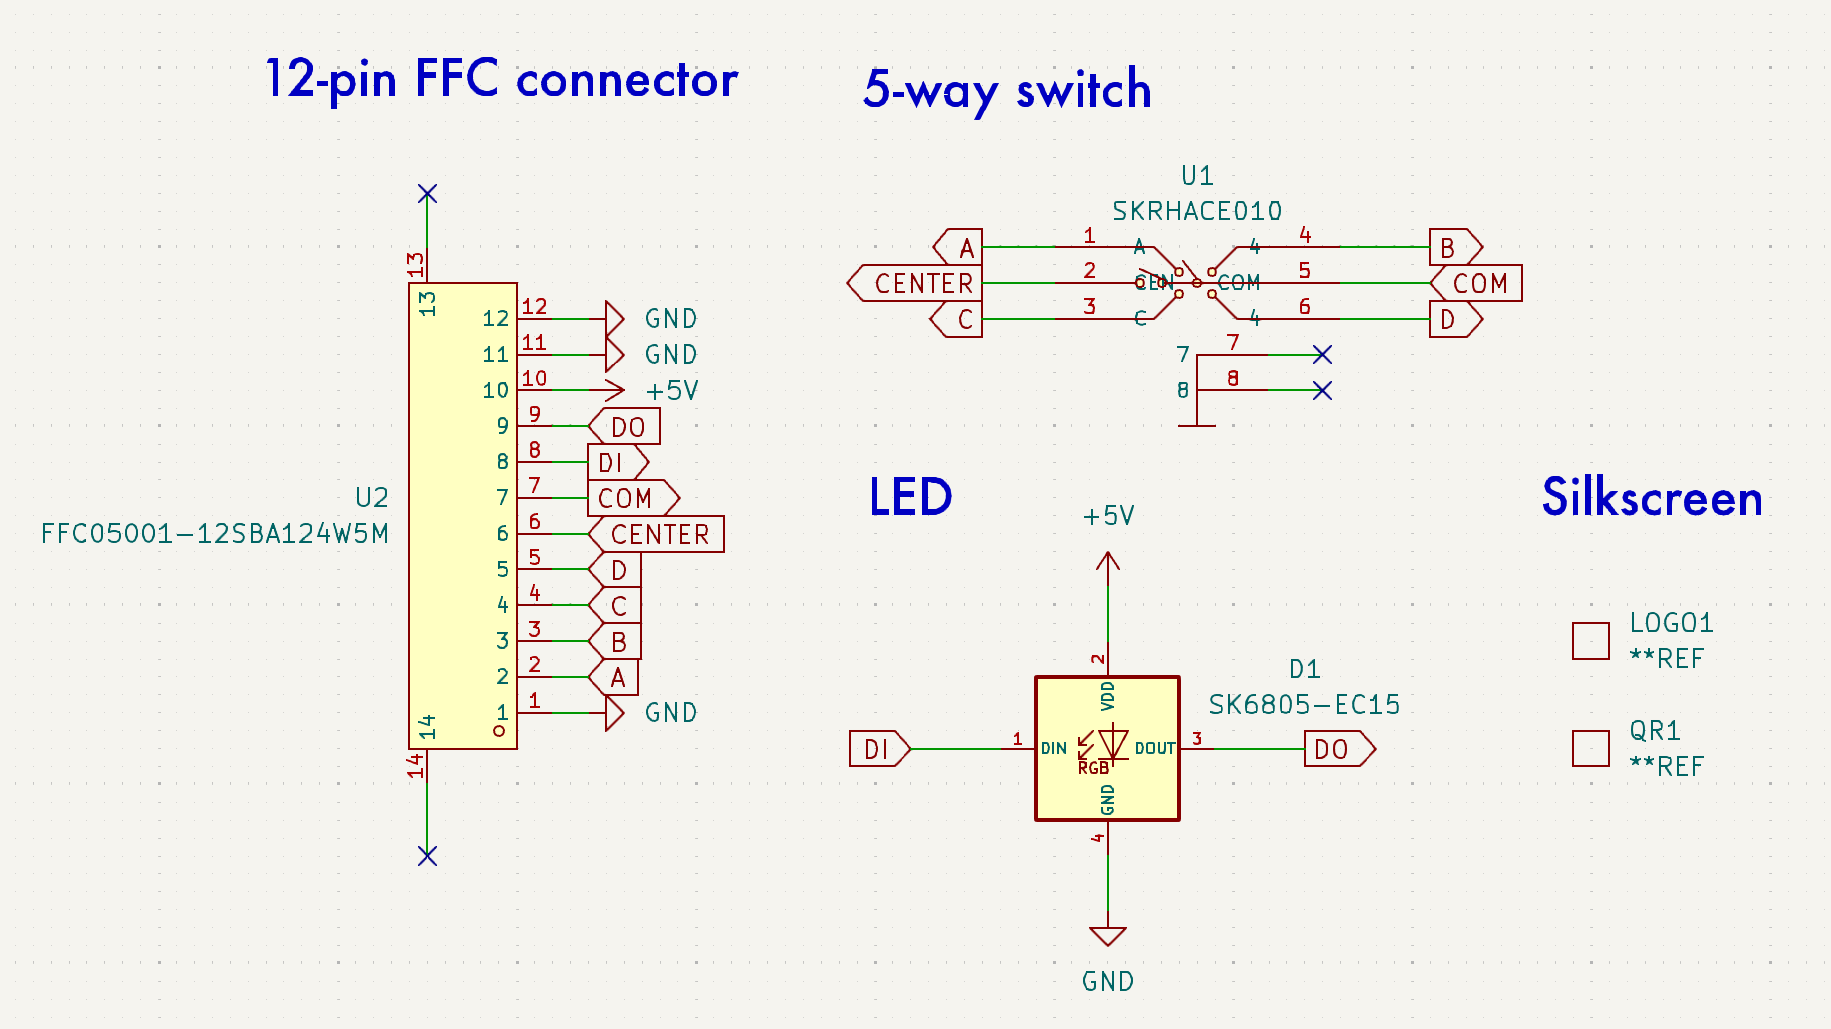 12-pin FFC connector
13
13
12 12 GND
11 11 GND
10 10 +5V
9 9 DO
8 8 DI
7 7 COM
6 6 CENTER
5 5 D
4 4 C
3 3 B
2 2 A
1 1 GND
14
14
U2
FFC05001-12SBA124W5M
5-way switch
U1
SKRHACE010
A 1 A 4 4 B
CENTER 2 CEN COM 5 COM
C 3 C 4 6 D
7 7
8 8
LED
+5V
2
VDD
D1
SK6805-EC15
DI 1 DIN DOUT 3 DO
RGB
GND
4
GND
Silkscreen
LOGO1
**REF
QR1
**REF